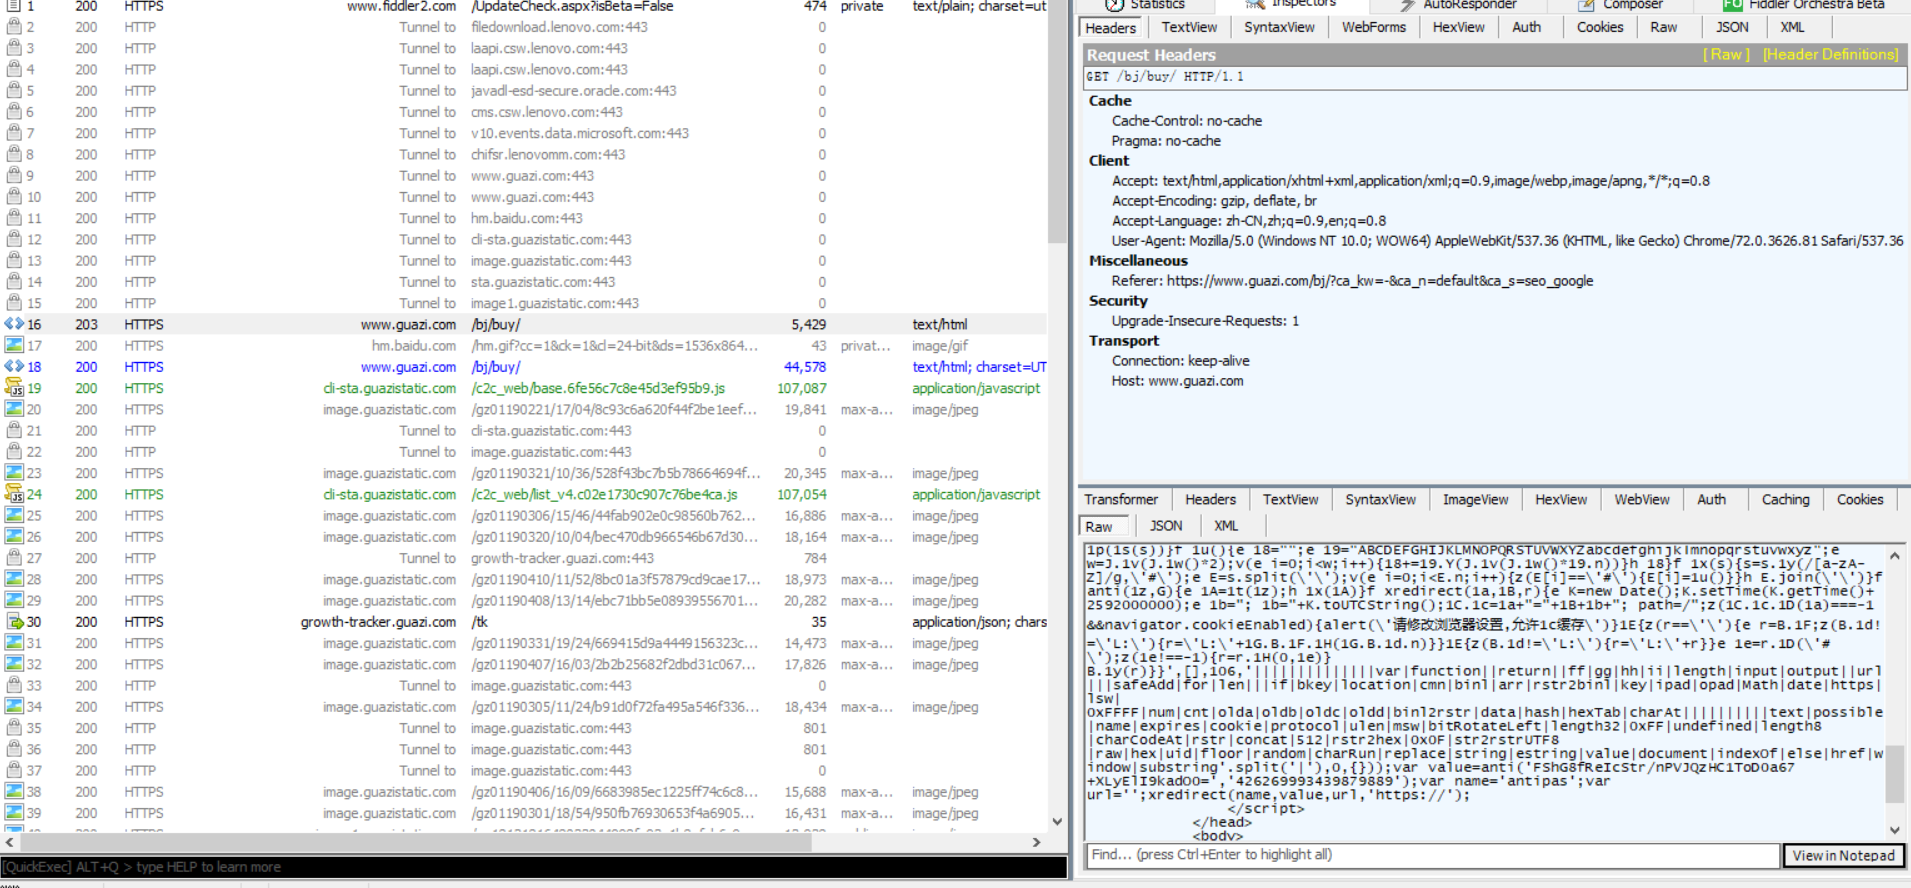 1 200 HTTPS www.fiddler2.com /UpdateCheck.aspx?isBeta=False 474 private text/plain; charset=ut
2 200 HTTP Tunnel to filedownload.lenovo.com:443 0
3 200 HTTP Tunnel to laapi.csw.lenovo.com:443 0
4 200 HTTP Tunnel to laapi.csw.lenovo.com:443 0
5 200 HTTP Tunnel to javadl-esd-secure.oracle.com:443 0
6 200 HTTP Tunnel to cms.csw.lenovo.com:443 0
7 200 HTTP Tunnel to v10.events.data.microsoft.com:443 0
8 200 HTTP Tunnel to chifsr.lenovomm.com:443 0
9 200 HTTP Tunnel to www.guazi.com:443 0
10 200 HTTP Tunnel to www.guazi.com:443 0
11 200 HTTP Tunnel to hm.baidu.com:443 0
12 200 HTTP Tunnel to cli-sta.guazistatic.com:443 0
13 200 HTTP Tunnel to image.guazistatic.com:443 0
14 200 HTTP Tunnel to sta.guazistatic.com:443 0
15 200 HTTP Tunnel to image1.guazistatic.com:443 0
16 203 HTTPS www.guazi.com /bj/buy/ 5,429 text/html
17 200 HTTPS hm.baidu.com /hm.gif?cc=1&ck=1&cl=24-bit&ds=1536x864... 43 privat... image/gif
18 200 HTTPS www.guazi.com /bj/buy/ 44,578 text/html; charset=UT
19 200 HTTPS cli-sta.guazistatic.com /c2c_web/base.6fe56c7c8e45d3ef95b9.js 107,087 application/javascript
20 200 HTTPS image.guazistatic.com /gz01190221/17/04/8c93c6a620f44f2be1eef... 19,841 max-a... image/jpeg
21 200 HTTP Tunnel to cli-sta.guazistatic.com:443 0
22 200 HTTP Tunnel to image.guazistatic.com:443 0
23 200 HTTPS image.guazistatic.com /gz01190321/10/36/528f43bc7b5b78664694f... 20,345 max-a... image/jpeg
24 200 HTTPS cli-sta.guazistatic.com /c2c_web/list_v4.c02e1730c907c76be4ca.js 107,054 application/javascript
25 200 HTTPS image.guazistatic.com /gz01190306/15/46/44fab902e0c98560b762... 16,886 max-a... image/jpeg
26 200 HTTPS image.guazistatic.com /gz01190320/10/04/bec470db966546b67d30... 18,164 max-a... image/jpeg
27 200 HTTP Tunnel to growth-tracker.guazi.com:443 784
28 200 HTTPS image.guazistatic.com /gz01190410/11/52/8bc01a3f57879cd9cae17... 18,973 max-a... image/jpeg
29 200 HTTPS image.guazistatic.com /gz01190408/13/14/ebc71bb5e08939556701... 20,282 max-a... image/jpeg
30 200 HTTPS growth-tracker.guazi.com /tk 35 application/json; chars
31 200 HTTPS image.guazistatic.com /gz01190331/19/24/669415d9a4449156323c... 14,473 max-a... image/jpeg
32 200 HTTPS image.guazistatic.com /gz01190407/16/03/2b2b25682f2dbd31c067... 17,826 max-a... image/jpeg
33 200 HTTP Tunnel to image.guazistatic.com:443 0
34 200 HTTPS image.guazistatic.com /gz01190305/11/24/b91d0f72fa495a546f336... 18,434 max-a... image/jpeg
35 200 HTTP Tunnel to image.guazistatic.com:443 801
36 200 HTTP Tunnel to image.guazistatic.com:443 801
37 200 HTTP Tunnel to image.guazistatic.com:443 0
38 200 HTTPS image.guazistatic.com /gz01190406/16/09/6683985ec1225ff74c6c8... 15,688 max-a... image/jpeg
39 200 HTTPS image.guazistatic.com /gz01190301/18/54/950fb76930653f4a6905... 16,431 max-a... image/jpeg
[QuickExec] ALT+Q > type HELP to learn more
Statistics Inspectors AutoResponder Composer FO Fiddler Orchestra Beta
Headers TextView SyntaxView WebForms HexView Auth Cookies Raw JSON XML
Request Headers [ Raw ] [Header Definitions]
GET /bj/buy/ HTTP/1.1
Cache
Cache-Control: no-cache
Pragma: no-cache
Client
Accept: text/html,application/xhtml+xml,application/xml;q=0.9,image/webp,image/apng,*/*;q=0.8
Accept-Encoding: gzip, deflate, br
Accept-Language: zh-CN,zh;q=0.9,en;q=0.8
User-Agent: Mozilla/5.0 (Windows NT 10.0; WOW64) AppleWebKit/537.36 (KHTML, like Gecko) Chrome/72.0.3626.81 Safari/537.36
Miscellaneous
Referer: https://www.guazi.com/bj/?ca_kw=-&ca_n=default&ca_s=seo_google
Security
Upgrade-Insecure-Requests: 1
Transport
Connection: keep-alive
Host: www.guazi.com
Transformer Headers TextView SyntaxView ImageView HexView WebView Auth Caching Cookies
Raw JSON XML
1p(1s(s))}f 1u(){e 18="";e 19="ABCDEFGHIJKLMNOPQRSTUVWXYZabcdefghijklmnopqrstuvwxyz";e
w=J.1v(J.1w()*2);v(e i=0;i<w;i++){18+=19.Y(J.1v(J.1w()*19.n))}h 18}f 1x(s){s=s.1y(/[a-zA-
Z]/g,\'#\');e E=s.split(\'\');v(e i=0;i<E.n;i++){z(E[i]==\'#\'){E[i]=1u()}}h E.join(\'\')}f
anti(1z,G){e 1A=1t(1z);h 1x(1A)}f xredirect(1a,1B,r){e K=new Date();K.setTime(K.getTime()+
2592000000);e 1b="; 1b="+K.toUTCString();1C.1c=1a+"="+1B+1b+"; path=/";z(1C.1c.1D(1a)===-1
&&navigator.cookieEnabled){alert(\'请修改浏览器设置,允许1c缓存\')}1E{z(r==\'\'){e r=B.1F;z(B.1d!
=\'L:\'){r=\'L:\'+1G.B.1F.1H(1G.B.1d.n)}}1E{z(B.1d!=\'L:\'){r=\'L:\'+r}}e 1e=r.1D(\'#
\');z(1e!==-1){r=r.1H(0,1e)}
B.1y(r)}}',[],106,'|||||||||||||||var|function||return||ff|gg|hh|ii|length|input|output||url
|||safeAdd|for|len|||if|bkey|location|cmn|binl|arr|rstr2binl|key|ipad|opad|Math|date|https|
lsw|
0xFFFF|num|cnt|olda|oldb|oldc|oldd|binl2rstr|data|hash|hexTab|charAt||||||||||text|possible
|name|expires|cookie|protocol|ulen|msw|bitRotateLeft|length32|0xFF|undefined|length8
|charCodeAt|rstr|concat|512|rstr2hex|0x0F|str2rstrUTF8
|raw|hex|uid|floor|random|charRun|replace|string|estring|value|document|indexOf|else|href|w
indow|substring'.split('|'),0,{}));var value=anti('FShG8fReIcStr/nPVJQzHC1ToD0a67
+XLyElI9kadO0=','426269993439879889');var name='antipas';var
url='';xredirect(name,value,url,'https://');
</script>
</head>
<body>
Find... (press Ctrl+Enter to highlight all) View in Notepad